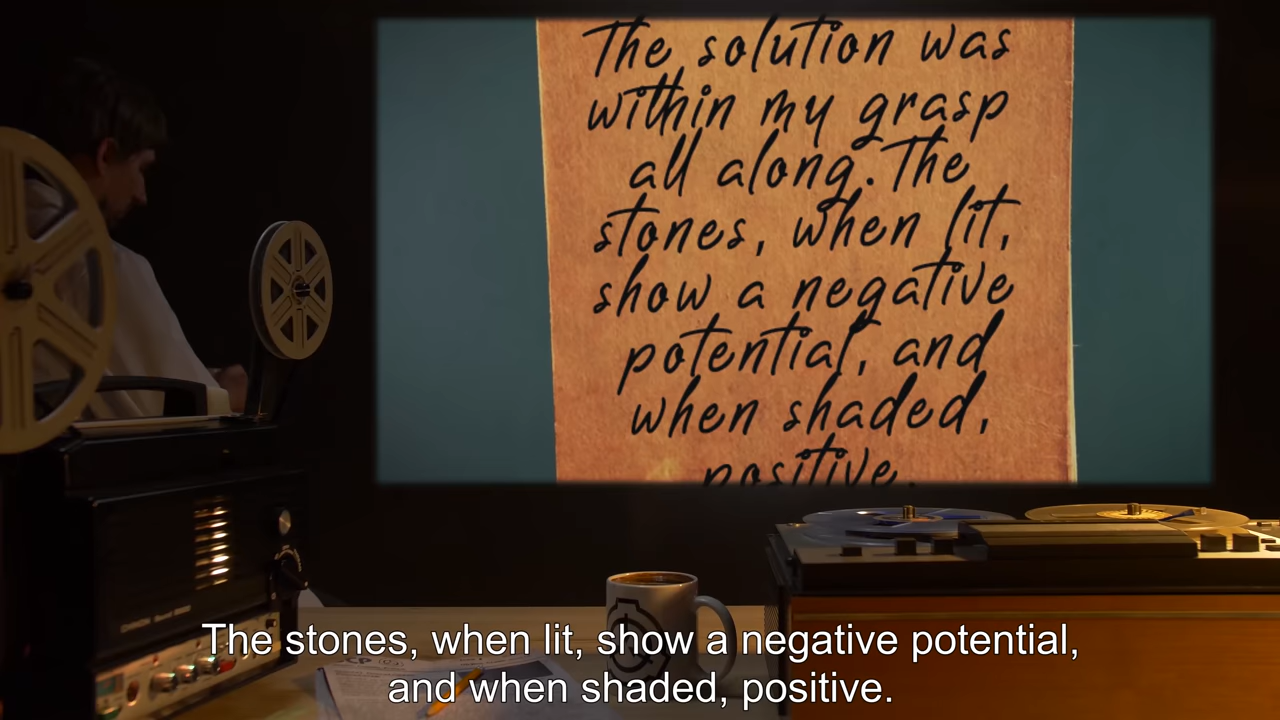 The solution was
within my grasp
all along. The
stones, when lit,
show a negative
potential, and
when shaded,
positive.
The stones, when lit, show a negative potential,
and when shaded, positive.